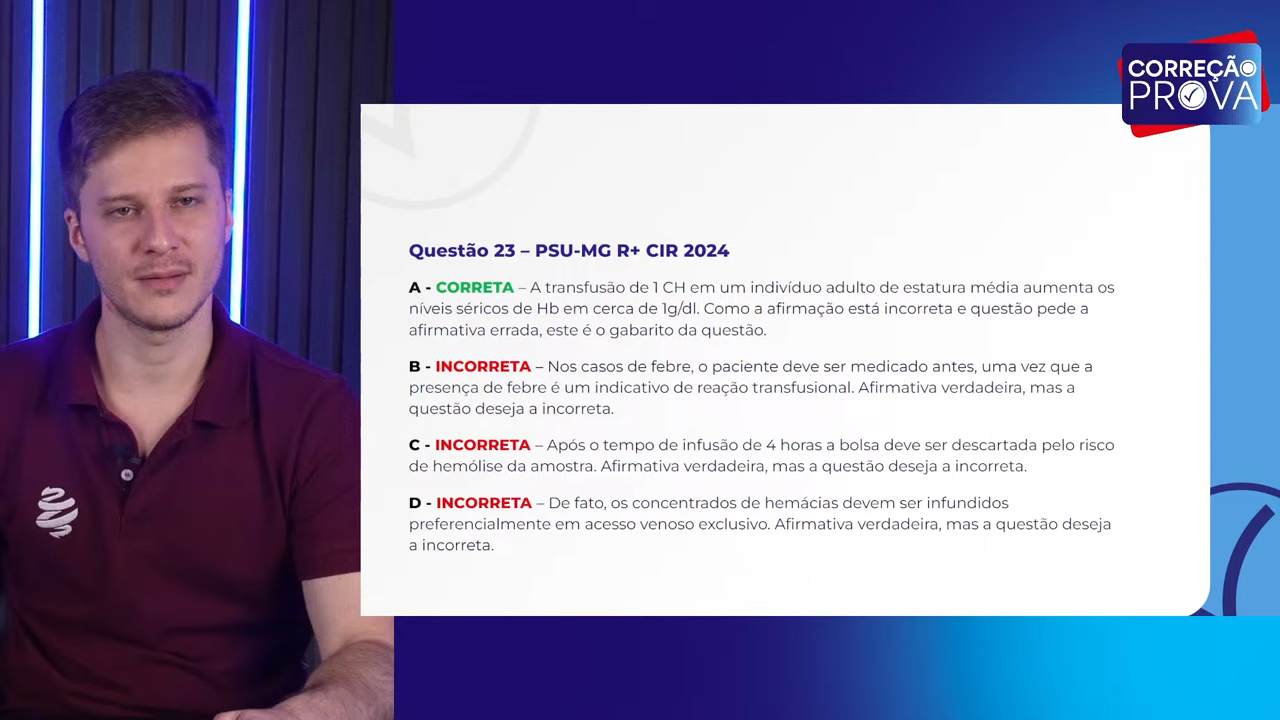 CORREÇÃO
PROVA
Questão 23 – PSU-MG R+ CIR 2024
A - CORRETA – A transfusão de 1 CH em um indivíduo adulto de estatura média aumenta os
níveis séricos de Hb em cerca de 1g/dl. Como a afirmação está incorreta e questão pede a
afirmativa errada, este é o gabarito da questão.
B - INCORRETA – Nos casos de febre, o paciente deve ser medicado antes, uma vez que a
presença de febre é um indicativo de reação transfusional. Afirmativa verdadeira, mas a
questão deseja a incorreta.
C - INCORRETA – Após o tempo de infusão de 4 horas a bolsa deve ser descartada pelo risco
de hemólise da amostra. Afirmativa verdadeira, mas a questão deseja a incorreta.
D - INCORRETA – De fato, os concentrados de hemácias devem ser infundidos
preferencialmente em acesso venoso exclusivo. Afirmativa verdadeira, mas a questão deseja
a incorreta.